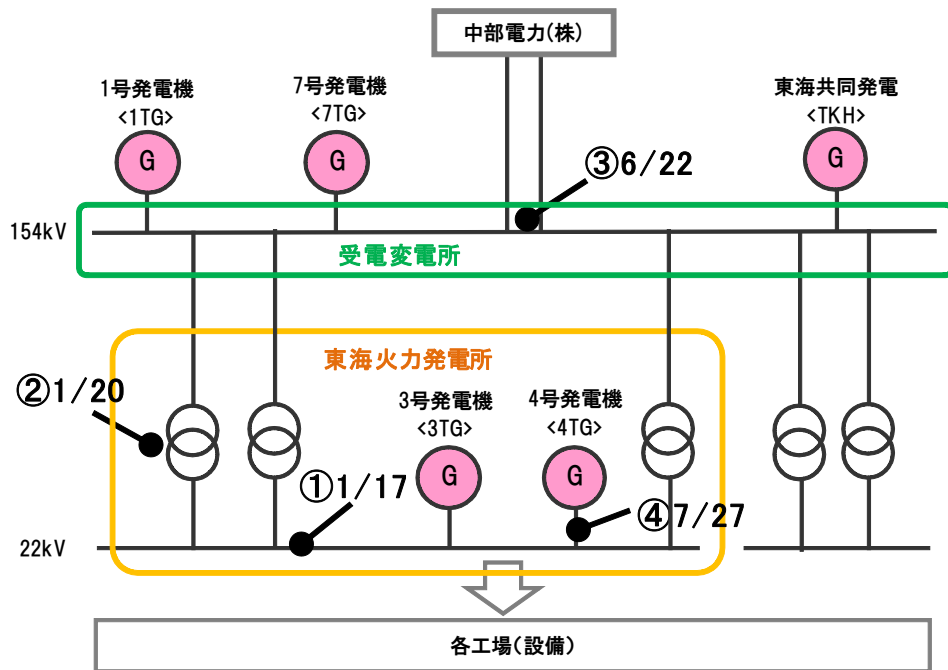 中部電力(株)
1号発電機
<1TG>
7号発電機
<7TG>
東海共同発電
<TKH>
G
G
G
③6/22
154kV
受電変電所
東海火力発電所
②1/20
3号発電機
<3TG>
4号発電機
<4TG>
G
G
①1/17
④7/27
22kV
各工場(設備)